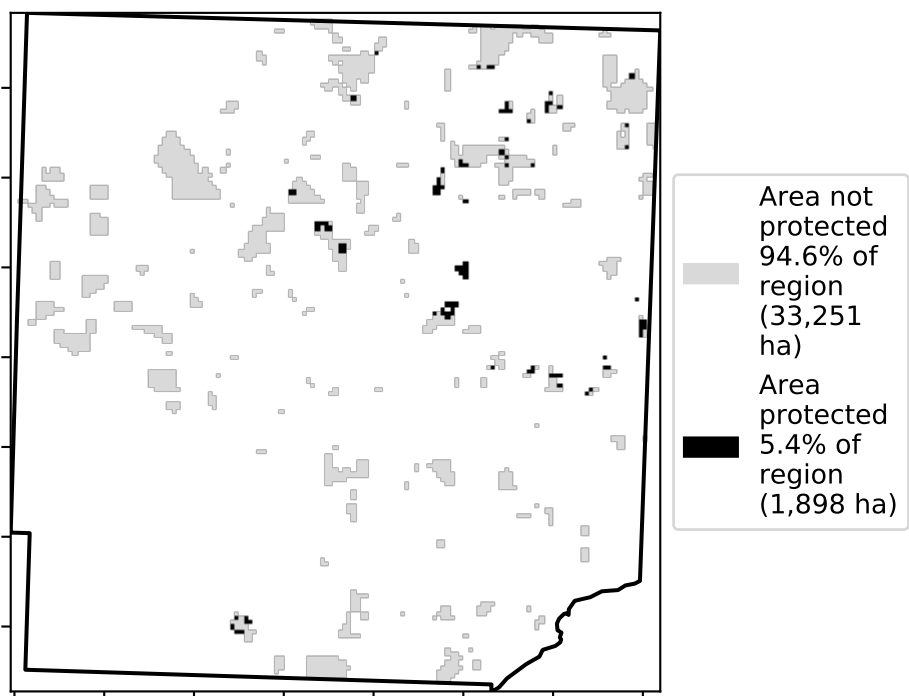 Area not
protected
94.6% of
region
(33,251
ha)
Area
protected
5.4% of
region
(1,898 ha)